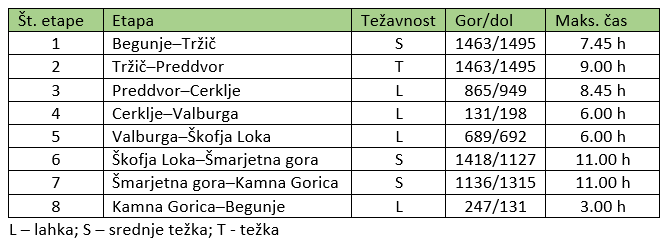 Št. etape Etapa Težavnost Gor/dol Maks. čas
1 Begunje–Tržič S 1463/1495 7.45 h
2 Tržič–Preddvor T 1463/1495 9.00 h
3 Preddvor–Cerklje L 865/949 8.45 h
4 Cerklje–Valburga L 131/198 6.00 h
5 Valburga–Škofja Loka L 689/692 6.00 h
6 Škofja Loka–Šmarjetna gora S 1418/1127 11.00 h
7 Šmarjetna gora–Kamna Gorica S 1136/1315 11.00 h
8 Kamna Gorica–Begunje L 247/131 3.00 h
L – lahka; S – srednje težka; T - težka